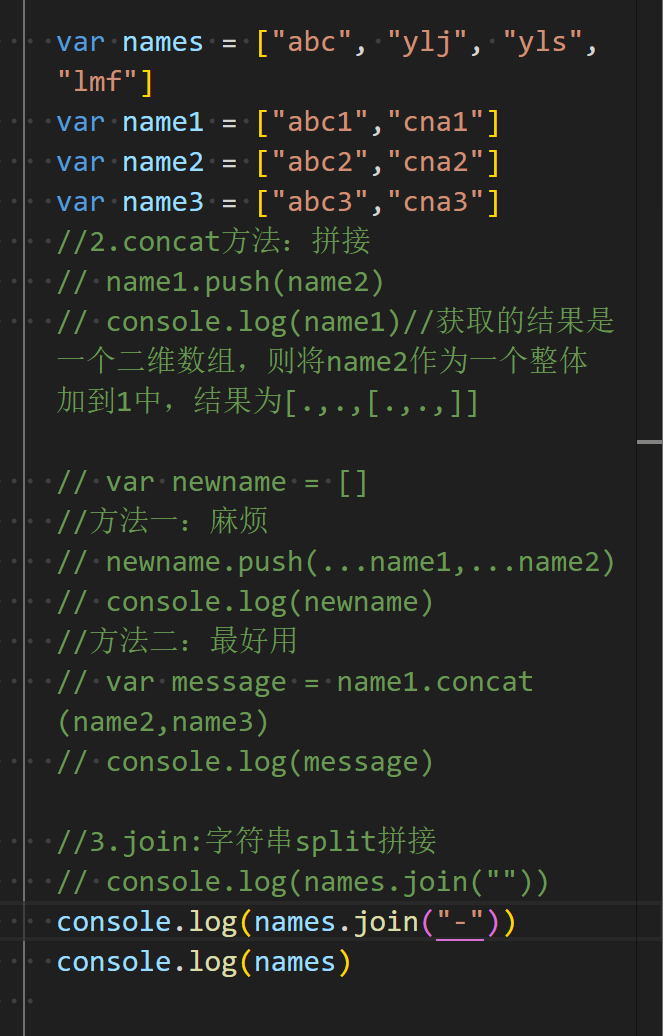 var names = ["abc", "ylj", "yls",
"lmf"]
var name1 = ["abc1","cna1"]
var name2 = ["abc2","cna2"]
var name3 = ["abc3","cna3"]
//2.concat方法：拼接
// name1.push(name2)
// console.log(name1)//获取的结果是
一个二维数组，则将name2作为一个整体
加到1中，结果为[.,.,[.,.,]]
// var newname = []
//方法一：麻烦
// newname.push(...name1,...name2)
// console.log(newname)
//方法二：最好用
// var message = name1.concat
(name2,name3)
// console.log(message)
//3.join:字符串split拼接
// console.log(names.join(""))
console.log(names.join("-"))
console.log(names)